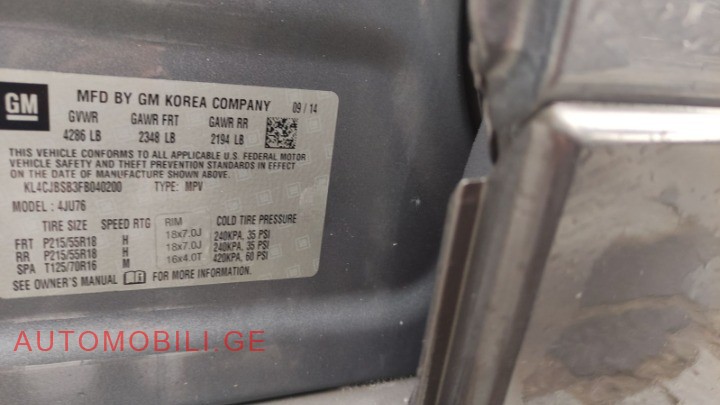 GM
MFD BY GM KOREA COMPANY 09 / 14
GVWR GAWR FRT GAWR RR
4286 LB 2348 LB 2194 LB
THIS VEHICLE CONFORMS TO ALL APPLICABLE U.S. FEDERAL MOTOR
VEHICLE SAFETY, BUMPER, AND THEFT PREVENTION STANDARDS IN EFFECT
ON THE DATE OF MANUFACTURE SHOWN ABOVE.
KL4CJBSB3FB040200 TYPE: MPV
MODEL: 4JU76
TIRE SIZE SPEED RTG RIM COLD TIRE PRESSURE
FRT P215/55R18 H 18x7.0J 240KPA, 35 PSI
RR P215/55R18 H 18x7.0J 240KPA, 35 PSI
SPA T125/70R16 M 16x4.0T 420KPA, 60 PSI
SEE OWNER'S MANUAL FOR MORE INFORMATION.
AUTOMOBILI.GE